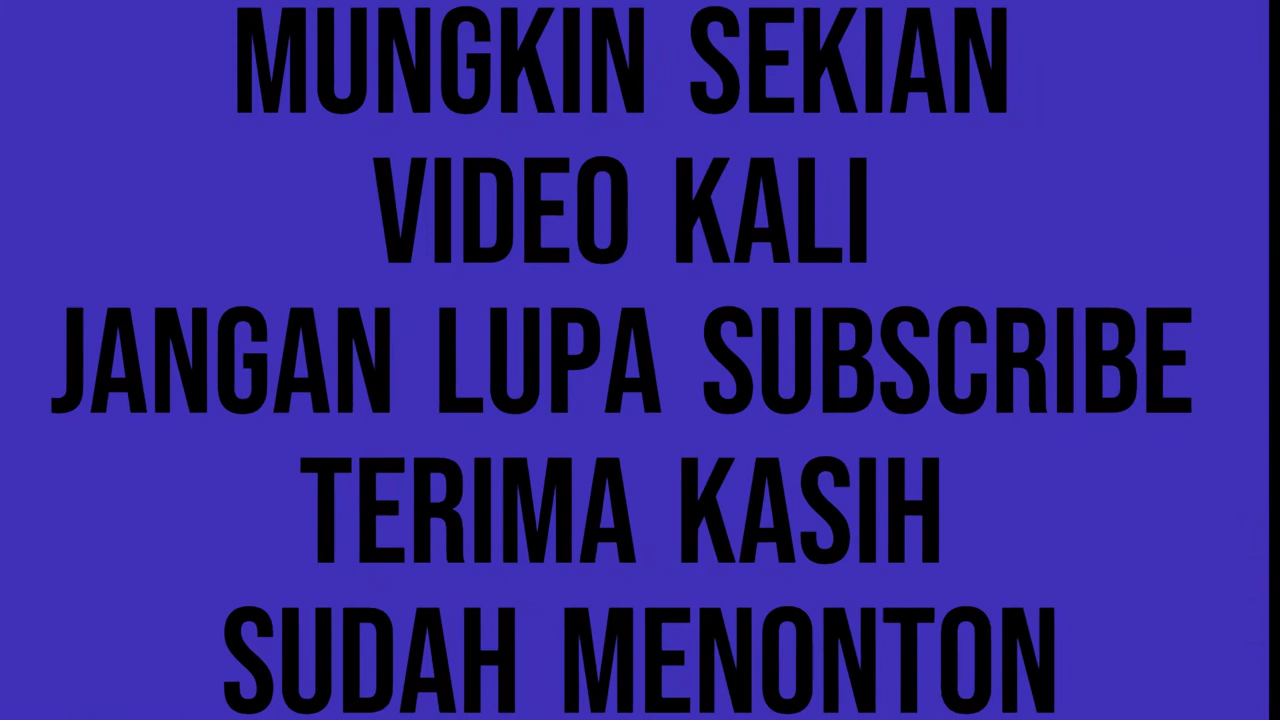 MUNGKIN SEKIAN
VIDEO KALI
JANGAN LUPA SUBSCRIBE
TERIMA KASIH
SUDAH MENONTON